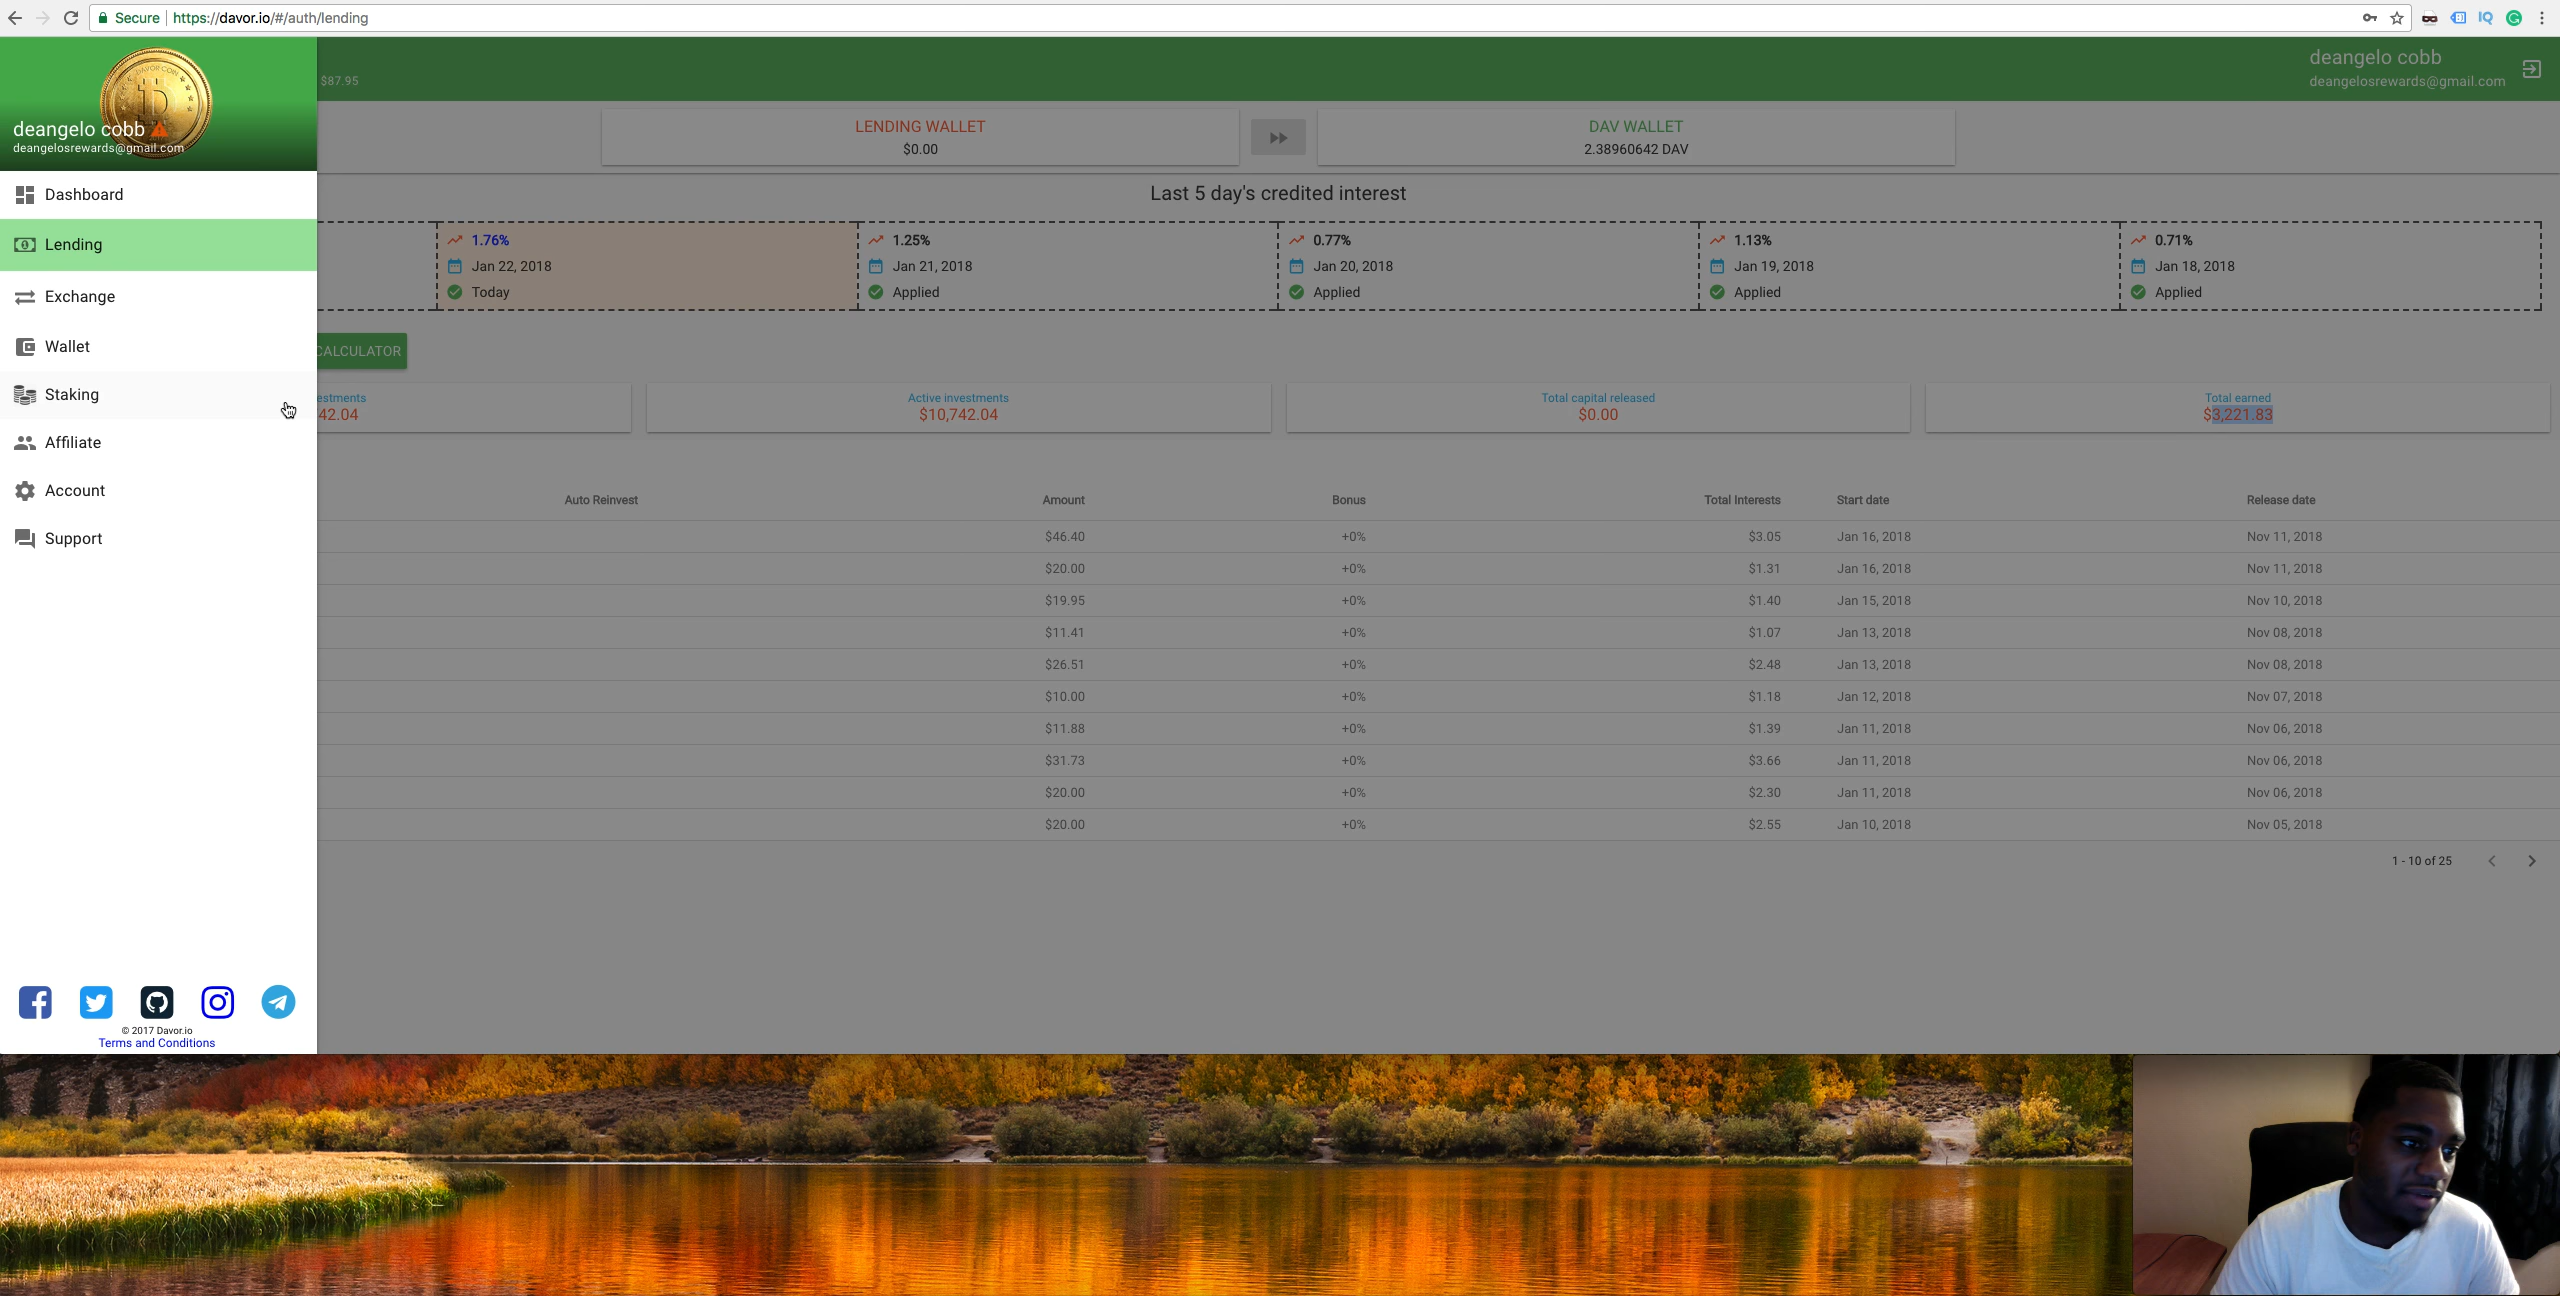 Secure https://davor.io/#/auth/lending
DAVOR COIN
deangelo cobb
deangelosrewards@gmail.com
Dashboard
Lending
Exchange
Wallet
Staking
Affiliate
Account
Support
© 2017 Davor.io
Terms and Conditions
$87.95
deangelo cobb
deangelosrewards@gmail.com
LENDING WALLET
$0.00
DAV WALLET
2.38960642 DAV
Last 5 day's credited interest
1.76% 1.25% 0.77% 1.13% 0.71%
Jan 22, 2018 Jan 21, 2018 Jan 20, 2018 Jan 19, 2018 Jan 18, 2018
Today Applied Applied Applied Applied
CALCULATOR
estments Active investments Total capital released Total earned
42.04 $10,742.04 $0.00 $3,221.83
Auto Reinvest Amount Bonus Total Interests Start date Release date
$46.40 +0% $3.05 Jan 16, 2018 Nov 11, 2018
$20.00 +0% $1.31 Jan 16, 2018 Nov 11, 2018
$19.95 +0% $1.40 Jan 15, 2018 Nov 10, 2018
$11.41 +0% $1.07 Jan 13, 2018 Nov 08, 2018
$26.51 +0% $2.48 Jan 13, 2018 Nov 08, 2018
$10.00 +0% $1.18 Jan 12, 2018 Nov 07, 2018
$11.88 +0% $1.39 Jan 11, 2018 Nov 06, 2018
$31.73 +0% $3.66 Jan 11, 2018 Nov 06, 2018
$20.00 +0% $2.30 Jan 11, 2018 Nov 06, 2018
$20.00 +0% $2.55 Jan 10, 2018 Nov 05, 2018
1 - 10 of 25